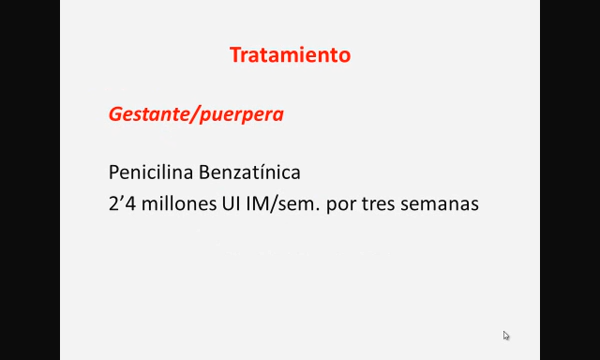 Tratamiento
Gestante/puerpera
Penicilina Benzatínica
2’4 millones UI IM/sem. por tres semanas